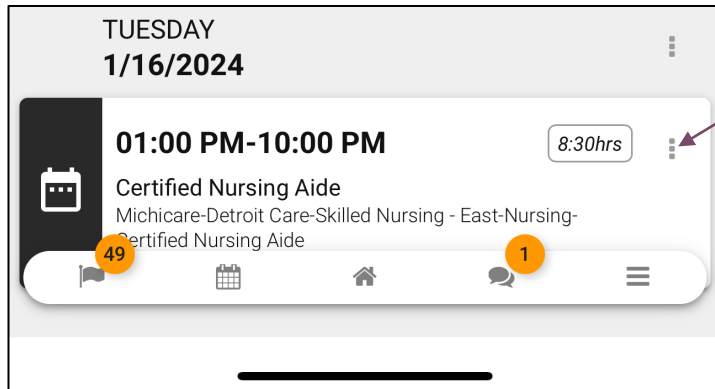 TUESDAY
1/16/2024
01:00 PM-10:00 PM
8:30hrs
Certified Nursing Aide
Michicare-Detroit Care-Skilled Nursing - East-Nursing-
Certified Nursing Aide
49
1